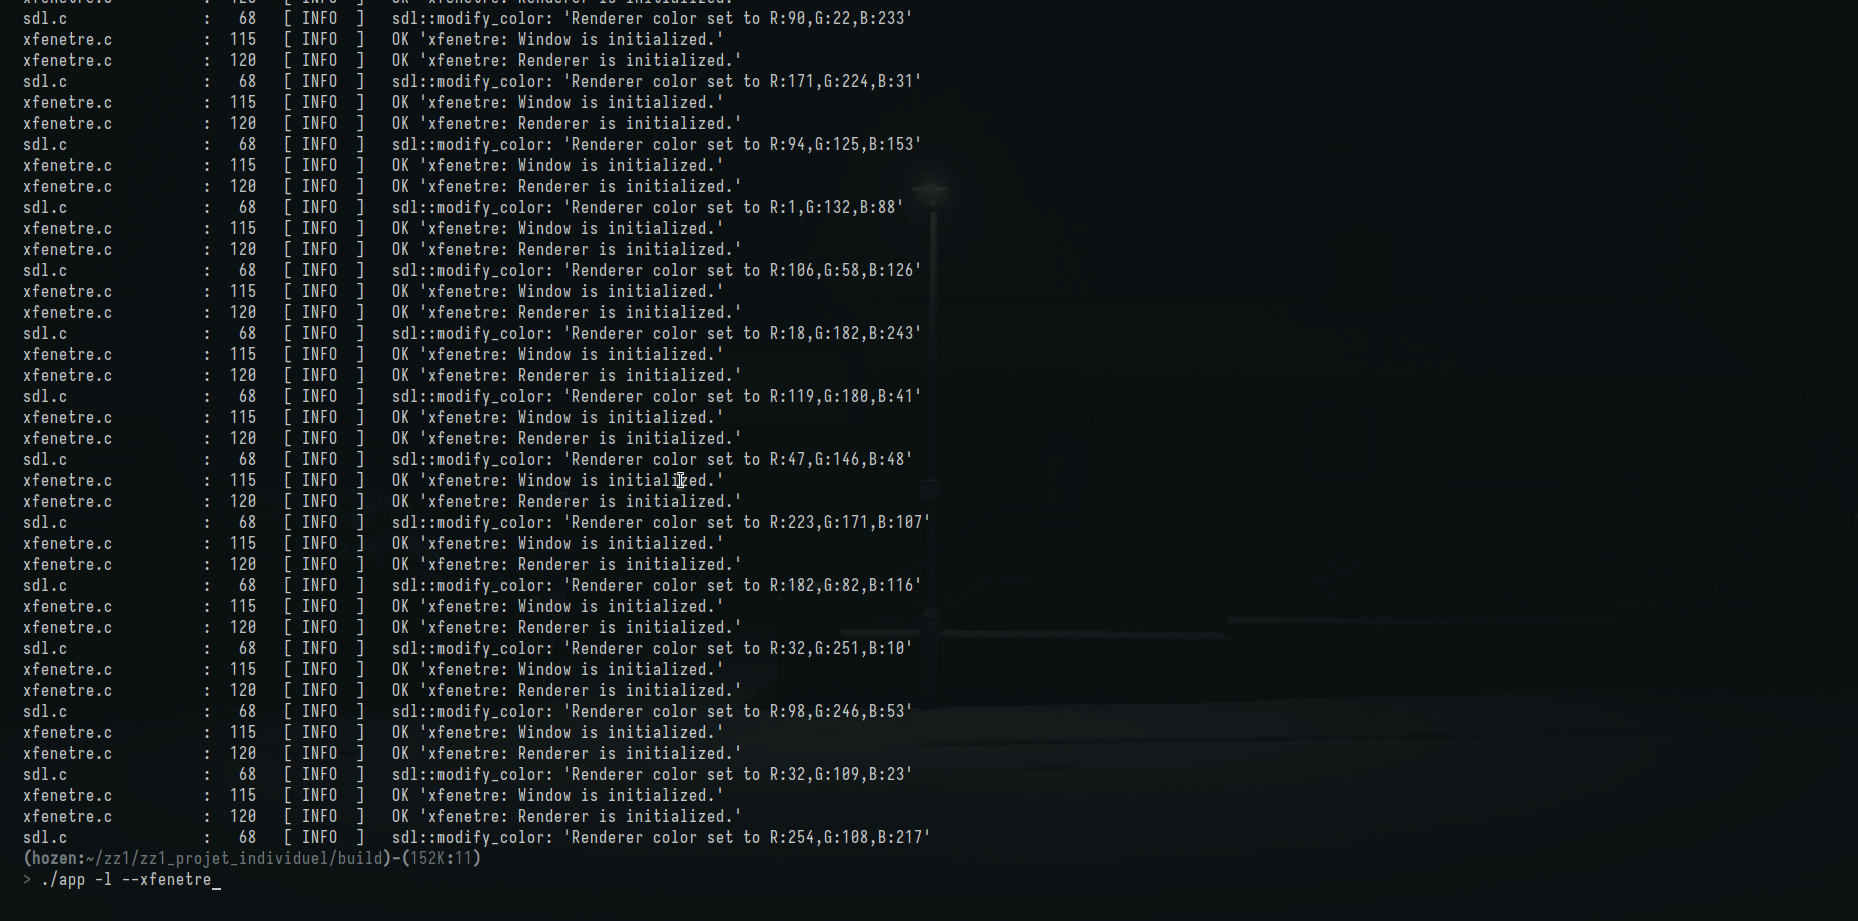 sdl.c : 68 [ INFO ] sdl::modify_color: 'Renderer color set to R:90,G:22,B:233'
xfenetre.c : 115 [ INFO ] OK 'xfenetre: Window is initialized.'
xfenetre.c : 120 [ INFO ] OK 'xfenetre: Renderer is initialized.'
sdl.c : 68 [ INFO ] sdl::modify_color: 'Renderer color set to R:171,G:224,B:31'
xfenetre.c : 115 [ INFO ] OK 'xfenetre: Window is initialized.'
xfenetre.c : 120 [ INFO ] OK 'xfenetre: Renderer is initialized.'
sdl.c : 68 [ INFO ] sdl::modify_color: 'Renderer color set to R:94,G:125,B:153'
xfenetre.c : 115 [ INFO ] OK 'xfenetre: Window is initialized.'
xfenetre.c : 120 [ INFO ] OK 'xfenetre: Renderer is initialized.'
sdl.c : 68 [ INFO ] sdl::modify_color: 'Renderer color set to R:1,G:132,B:88'
xfenetre.c : 115 [ INFO ] OK 'xfenetre: Window is initialized.'
xfenetre.c : 120 [ INFO ] OK 'xfenetre: Renderer is initialized.'
sdl.c : 68 [ INFO ] sdl::modify_color: 'Renderer color set to R:106,G:58,B:126'
xfenetre.c : 115 [ INFO ] OK 'xfenetre: Window is initialized.'
xfenetre.c : 120 [ INFO ] OK 'xfenetre: Renderer is initialized.'
sdl.c : 68 [ INFO ] sdl::modify_color: 'Renderer color set to R:18,G:182,B:243'
xfenetre.c : 115 [ INFO ] OK 'xfenetre: Window is initialized.'
xfenetre.c : 120 [ INFO ] OK 'xfenetre: Renderer is initialized.'
sdl.c : 68 [ INFO ] sdl::modify_color: 'Renderer color set to R:119,G:180,B:41'
xfenetre.c : 115 [ INFO ] OK 'xfenetre: Window is initialized.'
xfenetre.c : 120 [ INFO ] OK 'xfenetre: Renderer is initialized.'
sdl.c : 68 [ INFO ] sdl::modify_color: 'Renderer color set to R:47,G:146,B:48'
xfenetre.c : 115 [ INFO ] OK 'xfenetre: Window is initialized.'
xfenetre.c : 120 [ INFO ] OK 'xfenetre: Renderer is initialized.'
sdl.c : 68 [ INFO ] sdl::modify_color: 'Renderer color set to R:223,G:171,B:107'
xfenetre.c : 115 [ INFO ] OK 'xfenetre: Window is initialized.'
xfenetre.c : 120 [ INFO ] OK 'xfenetre: Renderer is initialized.'
sdl.c : 68 [ INFO ] sdl::modify_color: 'Renderer color set to R:182,G:82,B:116'
xfenetre.c : 115 [ INFO ] OK 'xfenetre: Window is initialized.'
xfenetre.c : 120 [ INFO ] OK 'xfenetre: Renderer is initialized.'
sdl.c : 68 [ INFO ] sdl::modify_color: 'Renderer color set to R:32,G:251,B:10'
xfenetre.c : 115 [ INFO ] OK 'xfenetre: Window is initialized.'
xfenetre.c : 120 [ INFO ] OK 'xfenetre: Renderer is initialized.'
sdl.c : 68 [ INFO ] sdl::modify_color: 'Renderer color set to R:98,G:246,B:53'
xfenetre.c : 115 [ INFO ] OK 'xfenetre: Window is initialized.'
xfenetre.c : 120 [ INFO ] OK 'xfenetre: Renderer is initialized.'
sdl.c : 68 [ INFO ] sdl::modify_color: 'Renderer color set to R:32,G:109,B:23'
xfenetre.c : 115 [ INFO ] OK 'xfenetre: Window is initialized.'
xfenetre.c : 120 [ INFO ] OK 'xfenetre: Renderer is initialized.'
sdl.c : 68 [ INFO ] sdl::modify_color: 'Renderer color set to R:254,G:108,B:217'
(hozen:~/zz1/zz1_projet_individuel/build)-(152K:11)
> ./app -l --xfenetre_